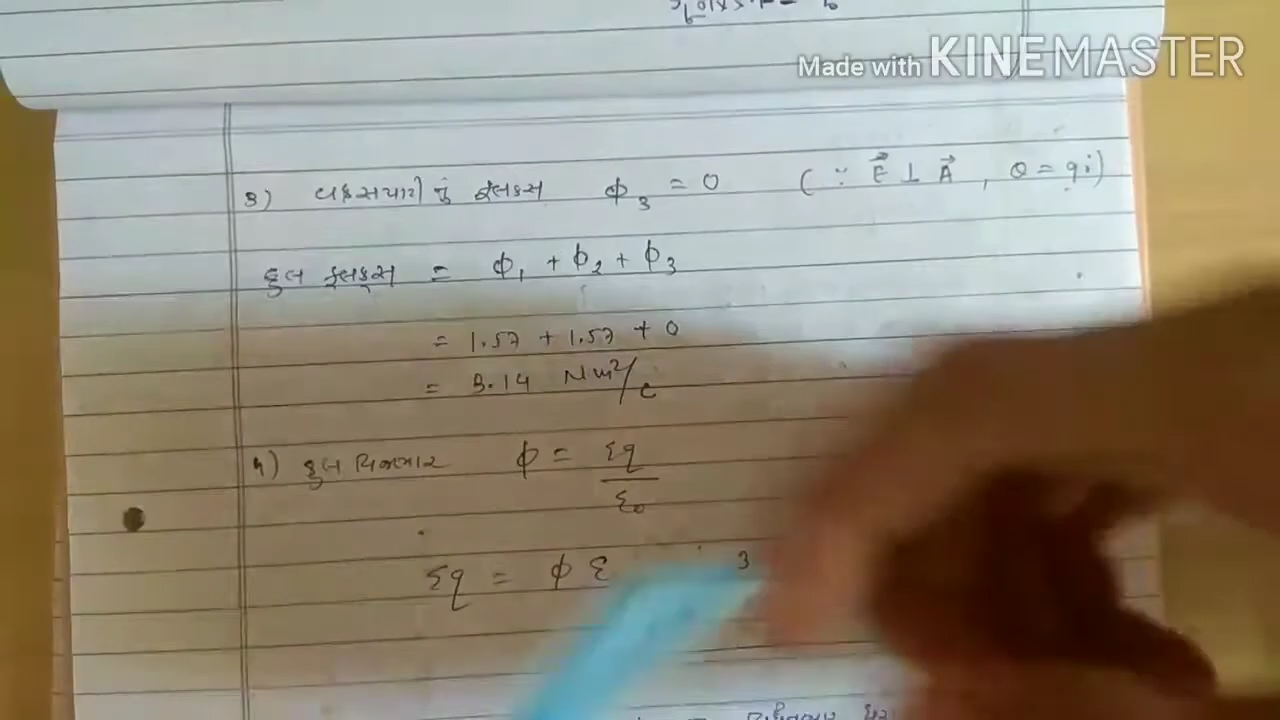 Made with KINEMASTER
3) વક્રસપાટીનું ફ્લક્સ ϕ₃ = 0 ( ∵ E⃗ ⊥ A⃗ , θ = 90 )
કુલ ફ્લક્સ = ϕ₁ + ϕ₂ + ϕ₃
= 1.57 + 1.57 + 0
= 3.14 Nm²/C
4) કુલ વિજભાર ϕ = Σq / ε₀
Σq = ϕ ε